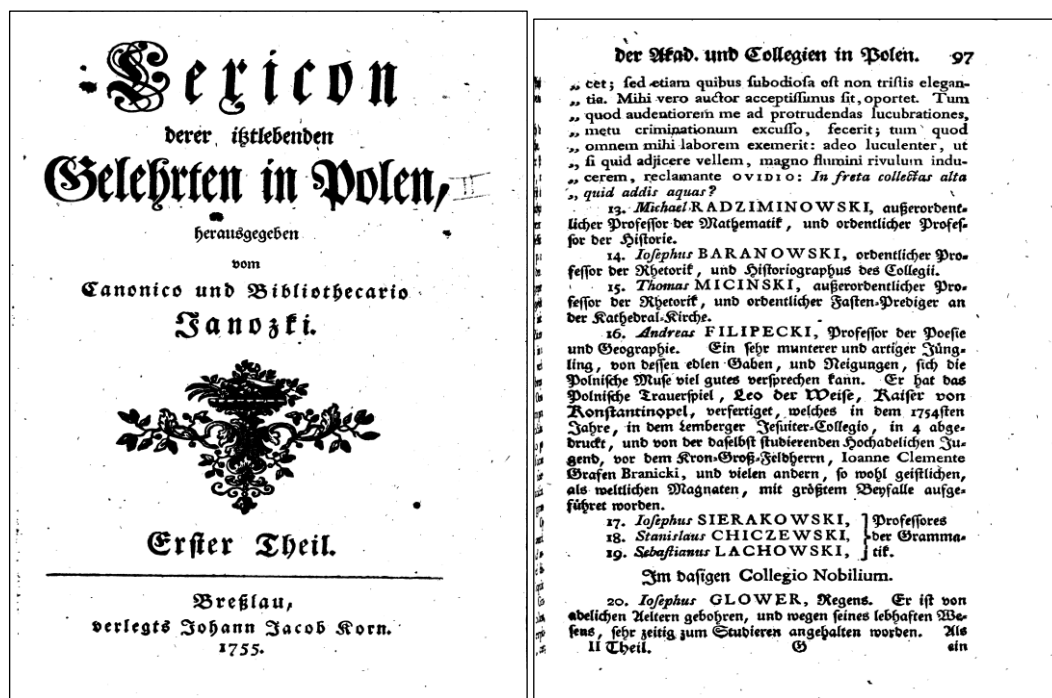 Lexicon
derer itztlebenden
Gelehrten in Polen,
II
herausgegeben
vom
Canonico und Bibliothecario
Janozki.
Erster Theil.
Breßlau,
verlegts Johann Jacob Korn.
1755.
der Akad. und Collegien in Polen. 97
„ cet; ſed etiam quibus ſubodioſa eſt non triſtis elegan-
„ tia. Mihi vero auctor acceptiſſimus ſit, oportet. Tum
„ quod audentiorem me ad protrudendas lucubrationes,
„ metu criminationum excuſſo, fecerit; tum quod
„ omnem mihi laborem exemerit: adeo luculenter, ut
„ ſi quid adjicere vellem, magno flumini rivulum indu-
„ cerem, reclamante OVIDIO: In freta collectas alta
„ quid addis aquas?
13. Michael RADZIMINOWSKI, außerordent-
licher Profeſſor der Mathematik, und ordentlicher Profeſ-
ſor der Hiſtorie.
14. Ioſephus BARANOWSKI, ordentlicher Pro-
feſſor der Rhetorik, und Hiſtoriographus des Collegii.
15. Thomas MICINSKI, außerordentlicher Pro-
feſſor der Rhetorik, und ordentlicher Faſten-Prediger an
der Kathedral-Kirche.
16. Andreas FILIPECKI, Profeſſor der Poeſie
und Geographie. Ein ſehr munterer und artiger Jüng-
ling, von deſſen edlen Gaben, und Neigungen, ſich die
Polniſche Muſe viel gutes verſprechen kann. Er hat das
Polniſche Trauerſpiel, Leo der Weiſe, Kaiſer von
Konſtantinopel, verfertiget, welches in dem 1754ſten
Jahre, in dem Lemberger Jeſuiter-Collegio, in 4 abge-
druckt, und von der daſelbſt ſtudierenden Hochadelichen Ju-
gend, vor dem Kron-Groß-Feldherrn, Ioanne Clemente
Grafen Branicki, und vielen andern, ſo wohl geiſtlichen,
als weltlichen Magnaten, mit größtem Beyfalle aufge-
führet worden.
17. Ioſephus SIERAKOWSKI, } Profeſſores
18. Stanislaus CHICZEWSKI, } der Gramma-
19. Sebaſtianus LACHOWSKI, } tik.
Im daſigen Collegio Nobilium.
20. Ioſephus GLOWER, Regens. Er iſt von
adelichen Aeltern gebohren, und wegen ſeines lebhaften We-
ſens, ſehr zeitig zum Studieren angehalten worden. Als
II Theil. G ein